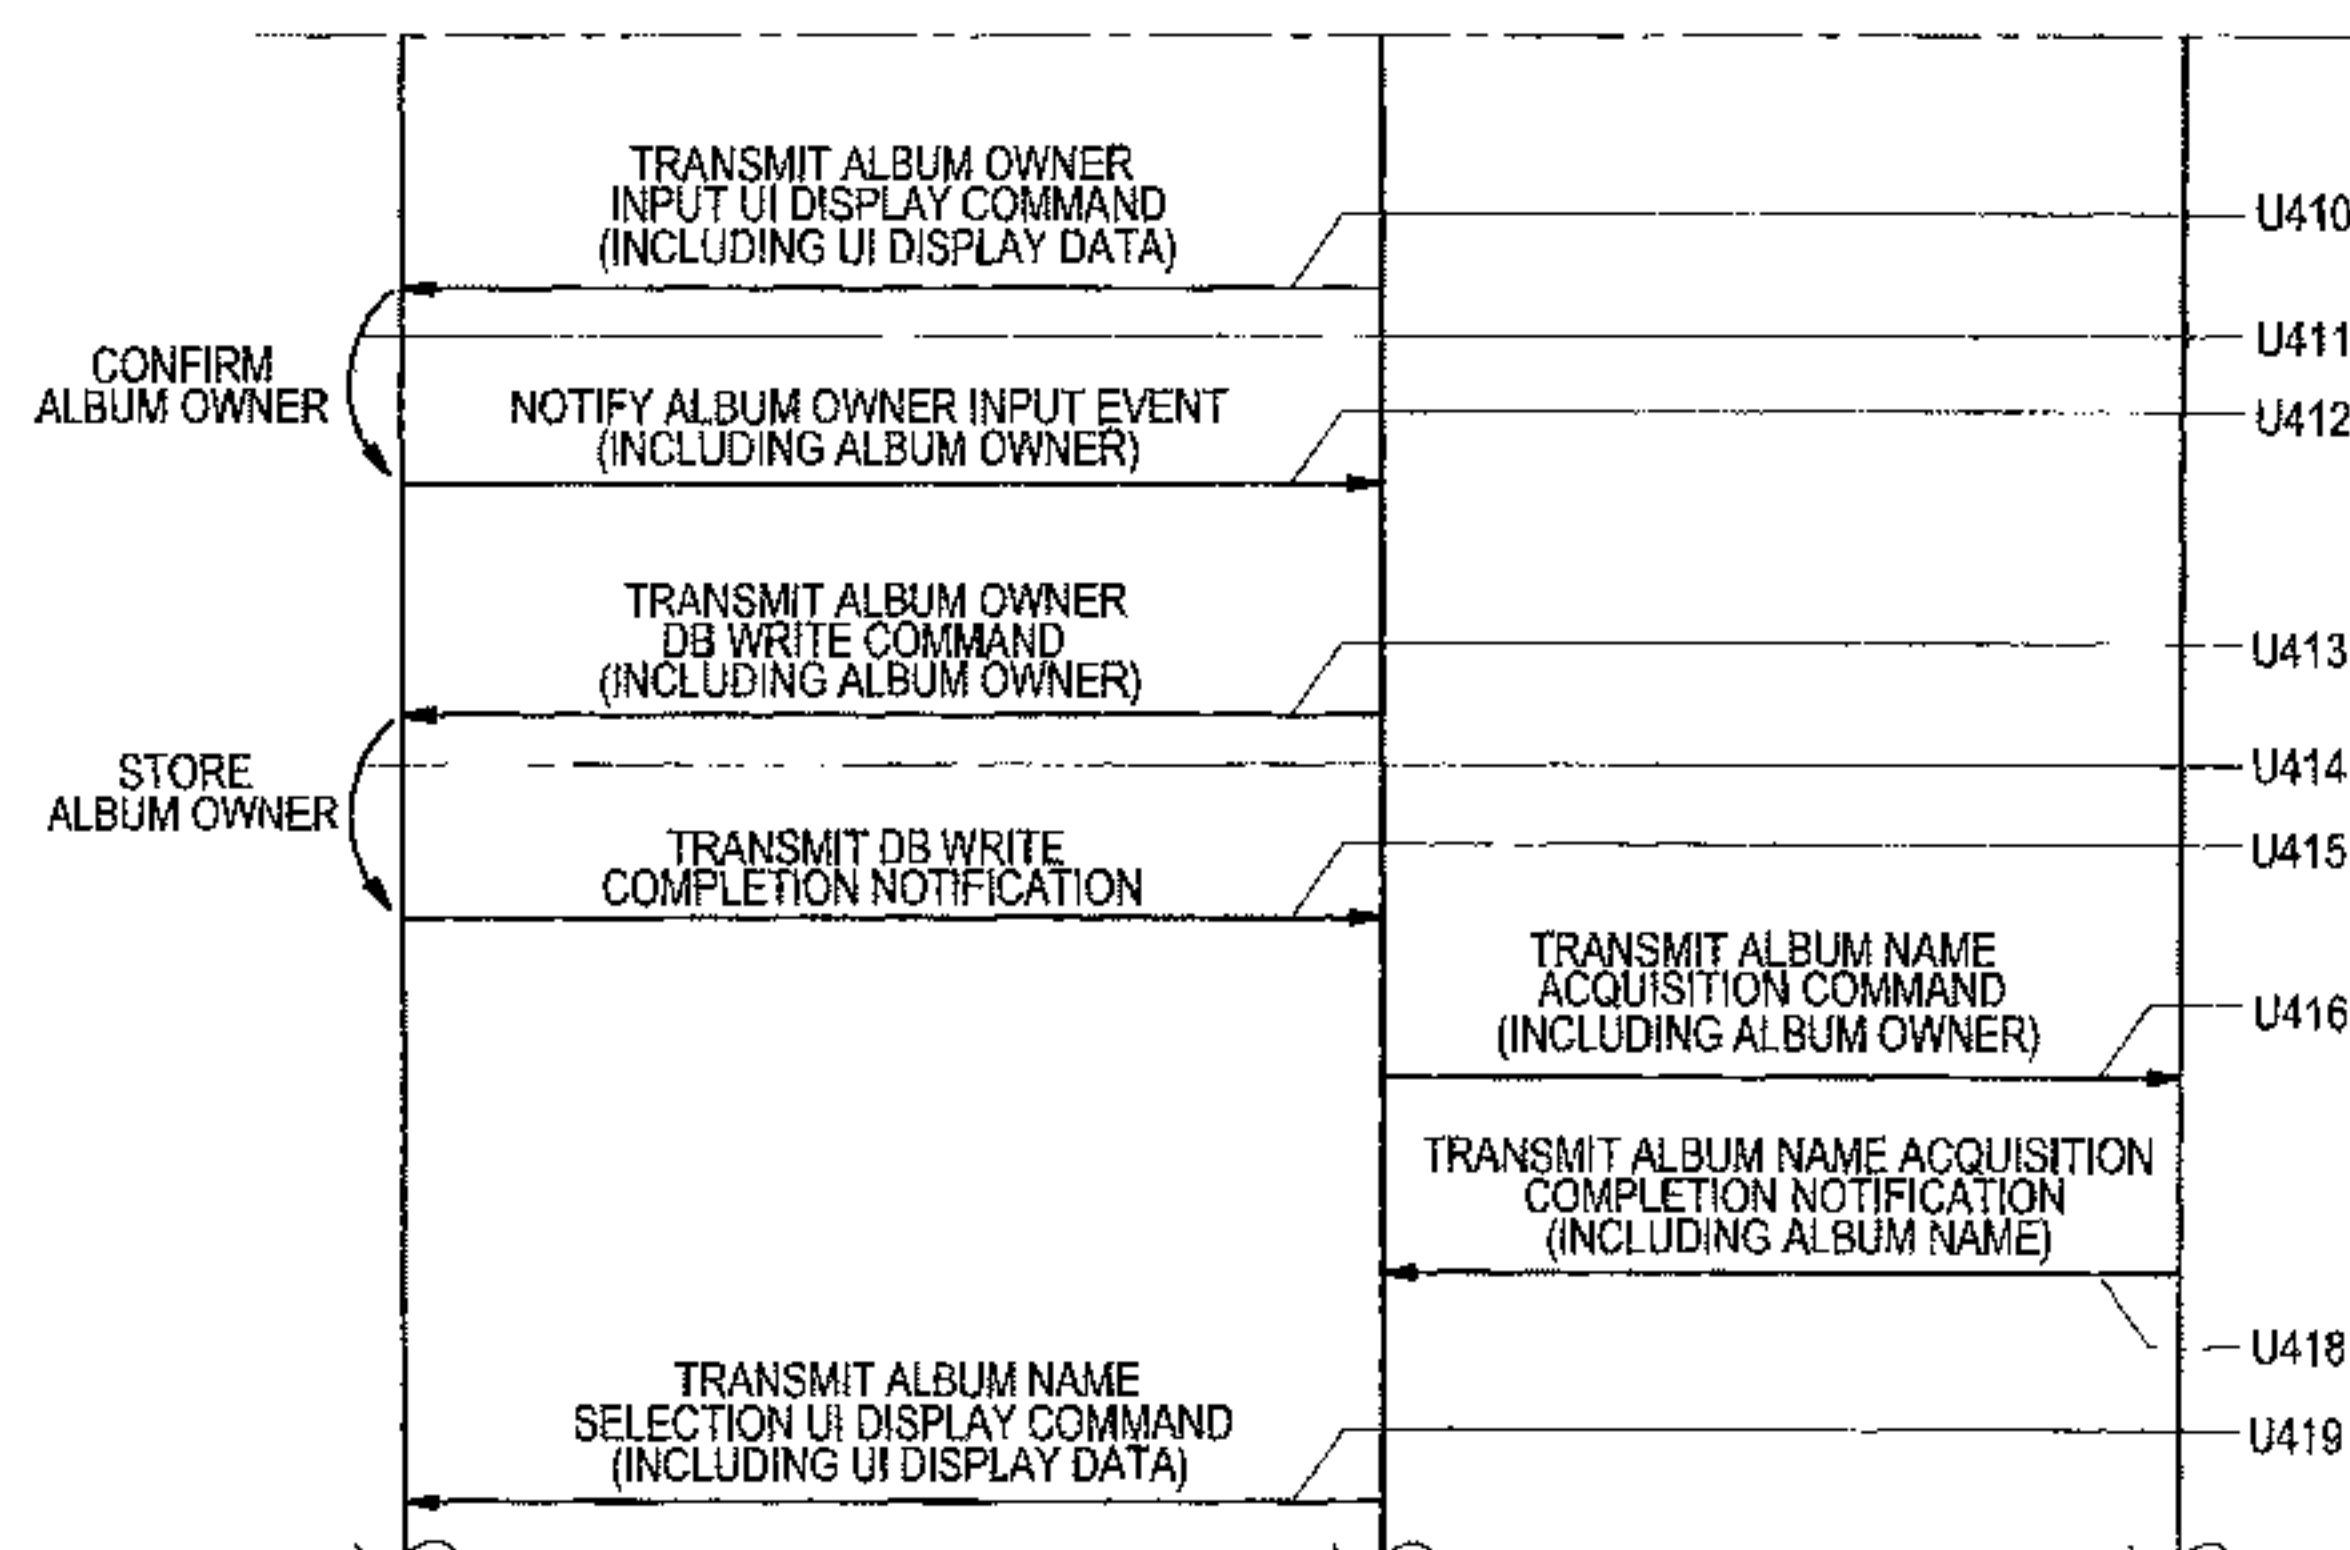 TRANSMIT ALBUM OWNER
INPUT UI DISPLAY COMMAND
(INCLUDING UI DISPLAY DATA)
U410
U411
CONFIRM
ALBUM OWNER
NOTIFY ALBUM OWNER INPUT EVENT
(INCLUDING ALBUM OWNER)
U412
TRANSMIT ALBUM OWNER
DB WRITE COMMAND
(INCLUDING ALBUM OWNER)
U413
STORE
ALBUM OWNER
U414
TRANSMIT DB WRITE
COMPLETION NOTIFICATION
U415
TRANSMIT ALBUM NAME
ACQUISITION COMMAND
(INCLUDING ALBUM OWNER)
U416
TRANSMIT ALBUM NAME ACQUISITION
COMPLETION NOTIFICATION
(INCLUDING ALBUM NAME)
U418
TRANSMIT ALBUM NAME
SELECTION UI DISPLAY COMMAND
(INCLUDING UI DISPLAY DATA)
U419